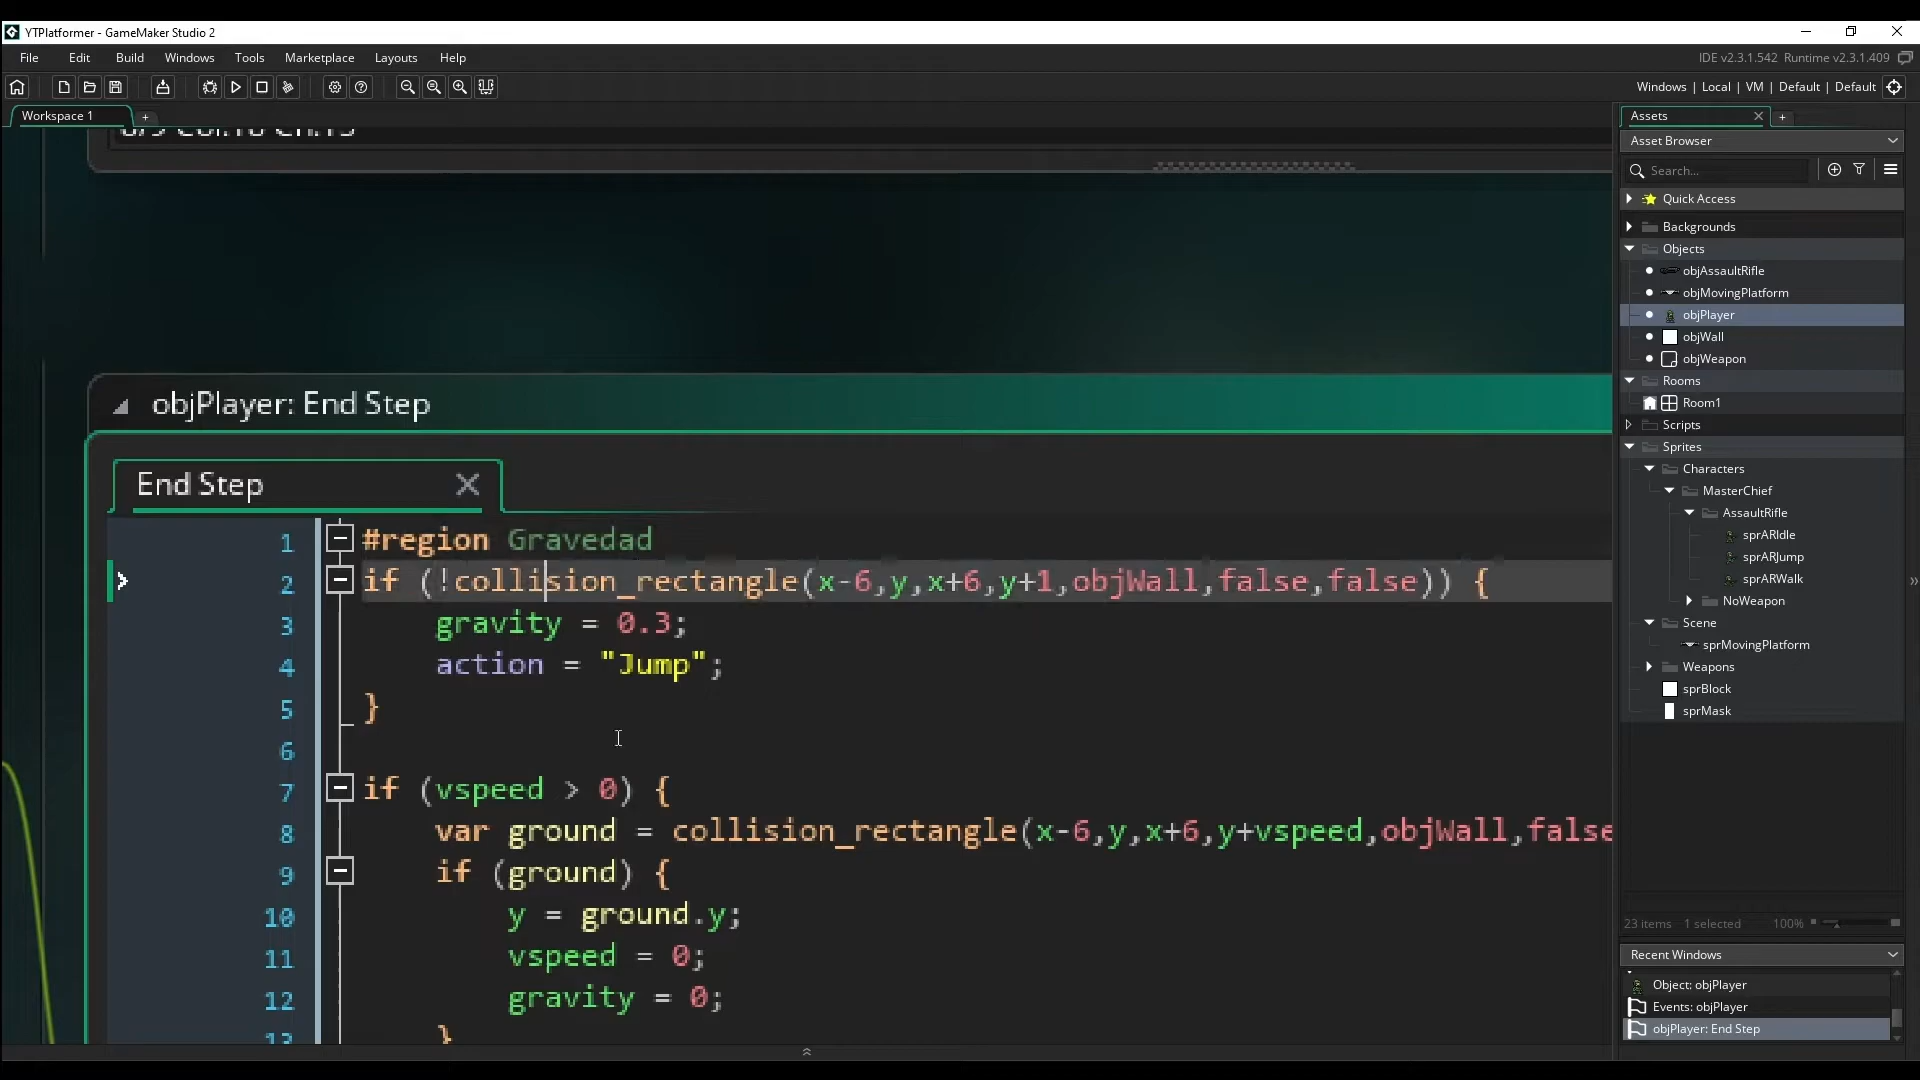 YTPlatformer - GameMaker Studio 2
File Edit Build Windows Tools Marketplace Layouts Help
IDE v2.3.1.542 Runtime v2.3.1.409
Windows | Local | VM | Default | Default
Workspace 1
objPlayer: End Step
End Step
1 #region Gravedad
2 if (!collision_rectangle(x-6,y,x+6,y+1,objWall,false,false)) {
3 gravity = 0.3;
4 action = "Jump";
5 }
6
7 if (vspeed > 0) {
8 var ground = collision_rectangle(x-6,y,x+6,y+vspeed,objWall,false
9 if (ground) {
10 y = ground.y;
11 vspeed = 0;
12 gravity = 0;
13 }
Assets
Asset Browser
Search...
Quick Access
Backgrounds
Objects
objAssaultRifle
objMovingPlatform
objPlayer
objWall
objWeapon
Rooms
Room1
Scripts
Sprites
Characters
MasterChief
AssaultRifle
sprARIdle
sprARJump
sprARWalk
NoWeapon
Scene
sprMovingPlatform
Weapons
sprBlock
sprMask
23 items 1 selected 100%
Recent Windows
Object: objPlayer
Events: objPlayer
objPlayer: End Step